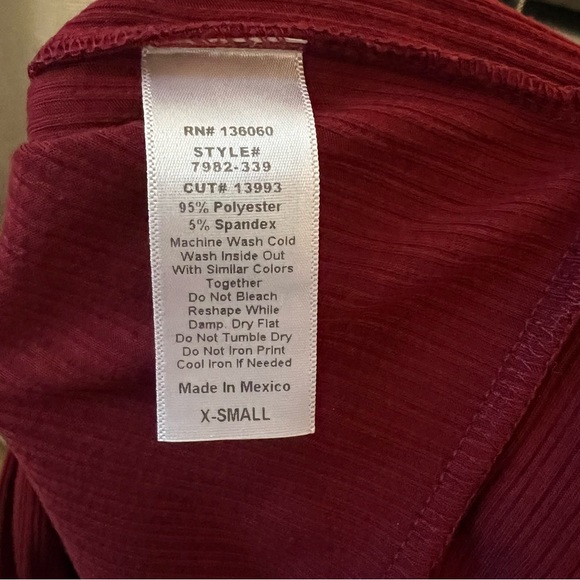 RN# 136060
STYLE#
7982-339
CUT# 13993
95% Polyester
5% Spandex
Machine Wash Cold
Wash Inside Out
With Similar Colors
Together
Do Not Bleach
Reshape While
Damp. Dry Flat
Do Not Tumble Dry
Do Not Iron Print
Cool Iron If Needed
Made In Mexico
X-SMALL